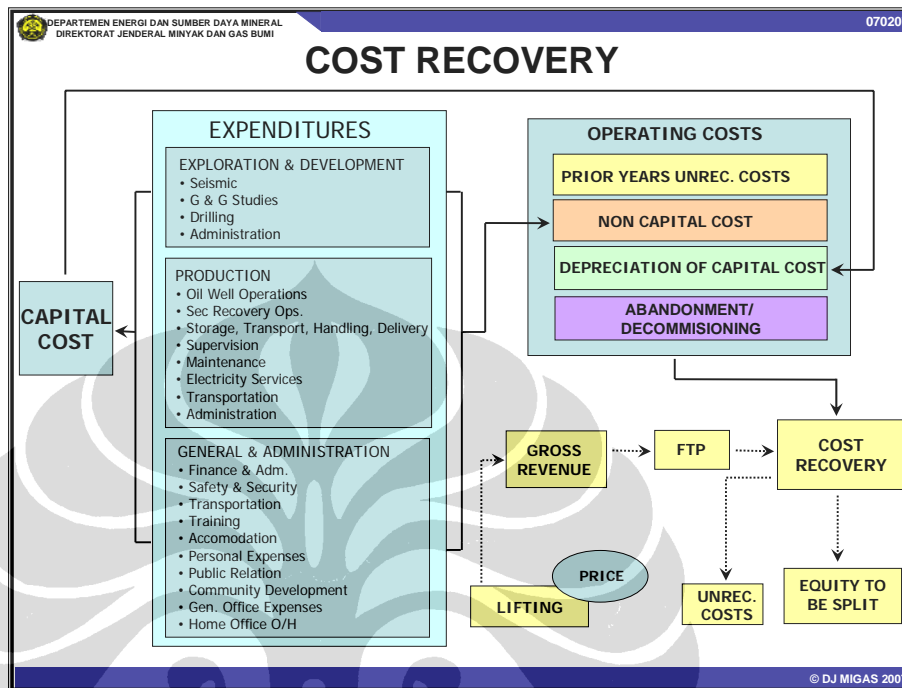 DEPARTEMEN ENERGI DAN SUMBER DAYA MINERAL
DIREKTORAT JENDERAL MINYAK DAN GAS BUMI
07020
COST RECOVERY
EXPENDITURES
EXPLORATION & DEVELOPMENT
• Seismic
• G & G Studies
• Drilling
• Administration
PRODUCTION
• Oil Well Operations
• Sec Recovery Ops.
• Storage, Transport, Handling, Delivery
• Supervision
• Maintenance
• Electricity Services
• Transportation
• Administration
GENERAL & ADMINISTRATION
• Finance & Adm.
• Safety & Security
• Transportation
• Training
• Accomodation
• Personal Expenses
• Public Relation
• Community Development
• Gen. Office Expenses
• Home Office O/H
CAPITAL
COST
OPERATING COSTS
PRIOR YEARS UNREC. COSTS
NON CAPITAL COST
DEPRECIATION OF CAPITAL COST
ABANDONMENT/
DECOMMISIONING
GROSS
REVENUE
FTP
COST
RECOVERY
PRICE
LIFTING
UNREC.
COSTS
EQUITY TO
BE SPLIT
© DJ MIGAS 200